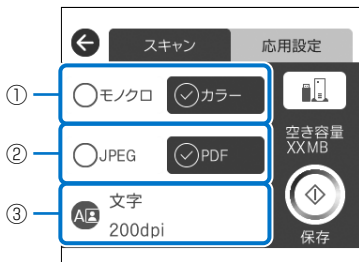 スキャン
応用設定
① モノクロ カラー
空き容量
XXMB
② JPEG PDF
③ A 文字
200dpi
保存